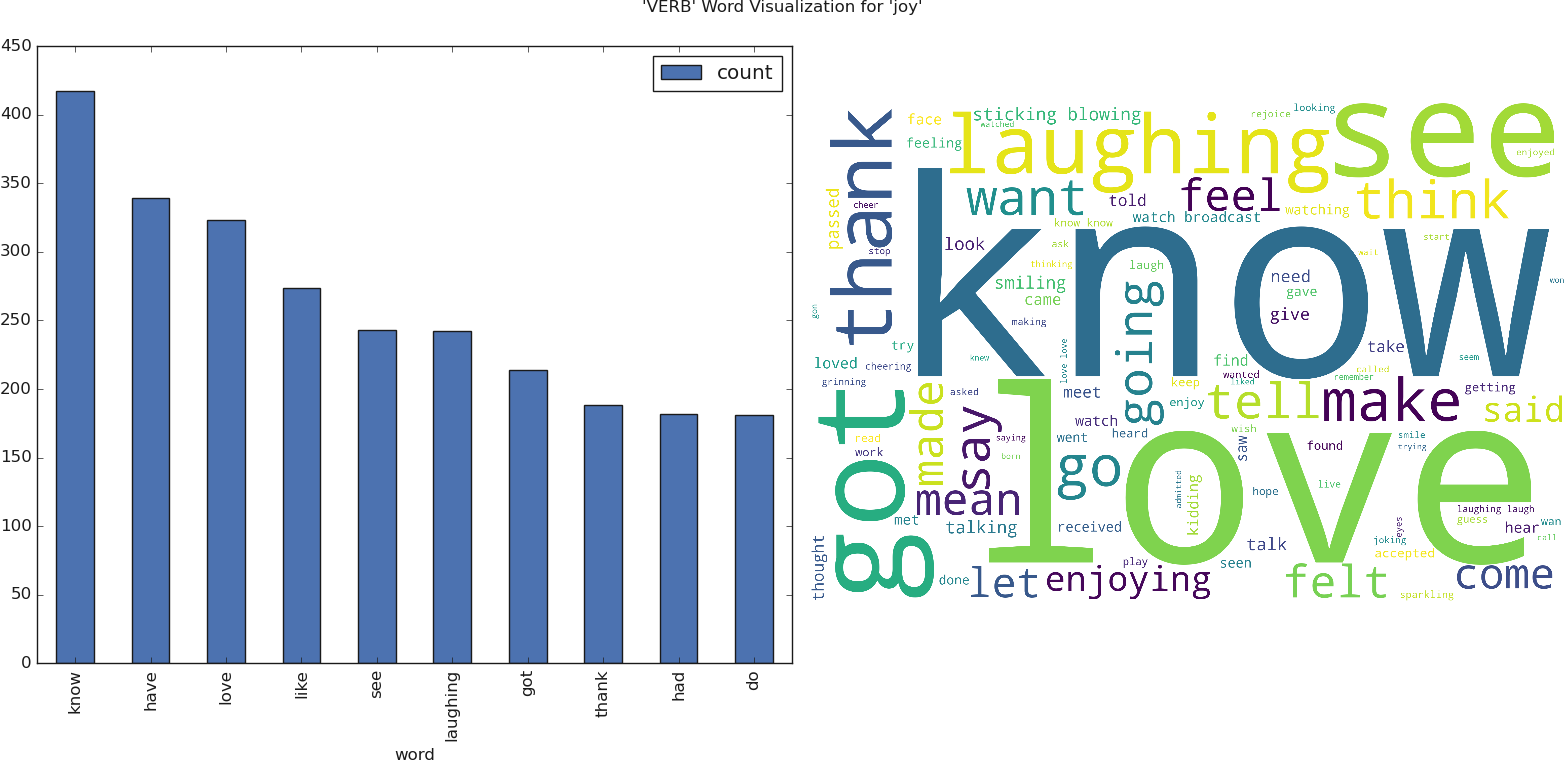 'VERB' Word Visualization for 'joy'
450
400
350
300
250
200
150
100
50
0
count
know
have
love
like
see
laughing
got
thank
had
do
word
looking
face
sticking blowing
rejoice
see
watched
laughing
feeling
enjoyed
thank
want
feel
think
told
cheer
passed
watching
watch broadcast
know know
know
look
ask
start
stop
wait
thinking
laugh
smiling
need
came
gave
won
gon
give
making
going
try
take
loved
cheering
love love
knew
find
seem
called
grinning
wanted
remember
keep
liked
made
asked
meet
enjoy
tell
make
getting
said
got
say
watch
wish
read
saying
went
heard
smile
work
saw
found
trying
born
go
love
admitted
kidding
live
mean
hope
laughing laugh
met
talking
received
eyes
guess
hear
wan
call
talk
joking
accepted
thought
play
seen
done
let
enjoying
felt
come
sparkling